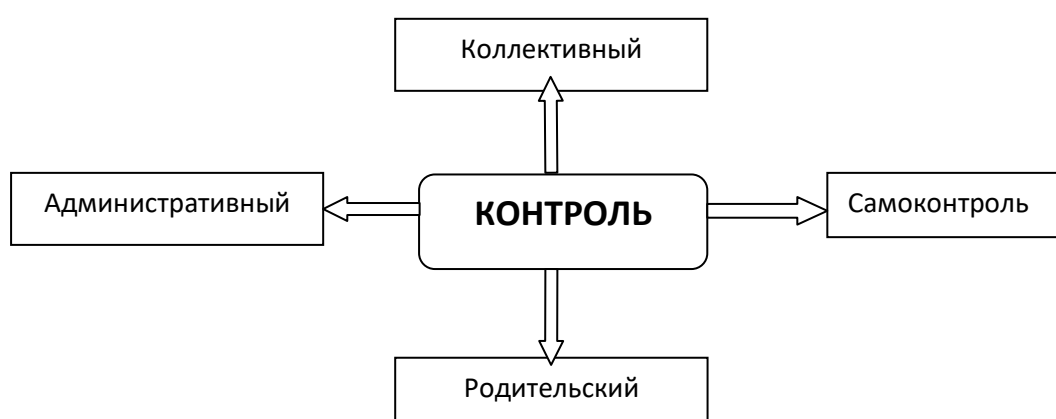 Коллективный
Административный
КОНТРОЛЬ
Самоконтроль
Родительский